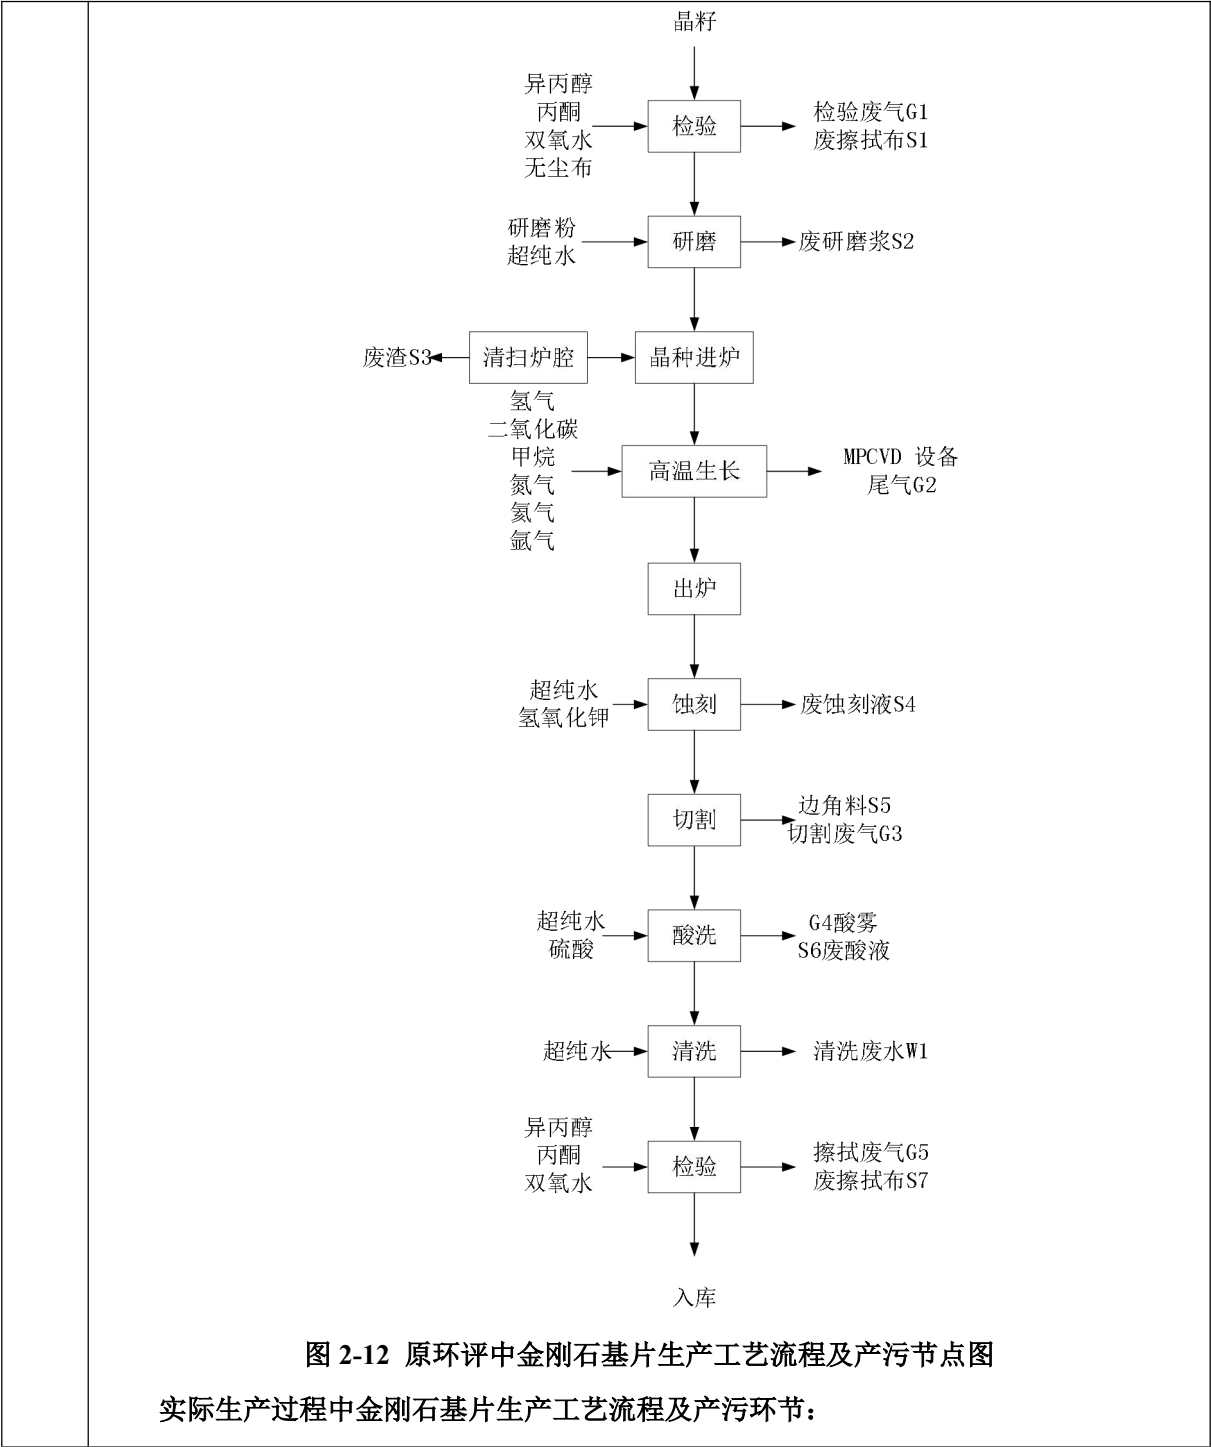 晶籽
异丙醇
丙酮
双氧水
无尘布
检验
检验废气G1
废擦拭布S1
研磨粉
超纯水
研磨
废研磨浆S2
废渣S3
清扫炉腔
晶种进炉
氢气
二氧化碳
甲烷
氮气
氦气
氩气
高温生长
MPCVD 设备
尾气G2
出炉
超纯水
氢氧化钾
蚀刻
废蚀刻液S4
切割
边角料S5
切割废气G3
超纯水
硫酸
酸洗
G4酸雾
S6废酸液
超纯水
清洗
清洗废水W1
异丙醇
丙酮
双氧水
检验
擦拭废气G5
废擦拭布S7
入库
图 2-12 原环评中金刚石基片生产工艺流程及产污节点图
实际生产过程中金刚石基片生产工艺流程及产污环节：